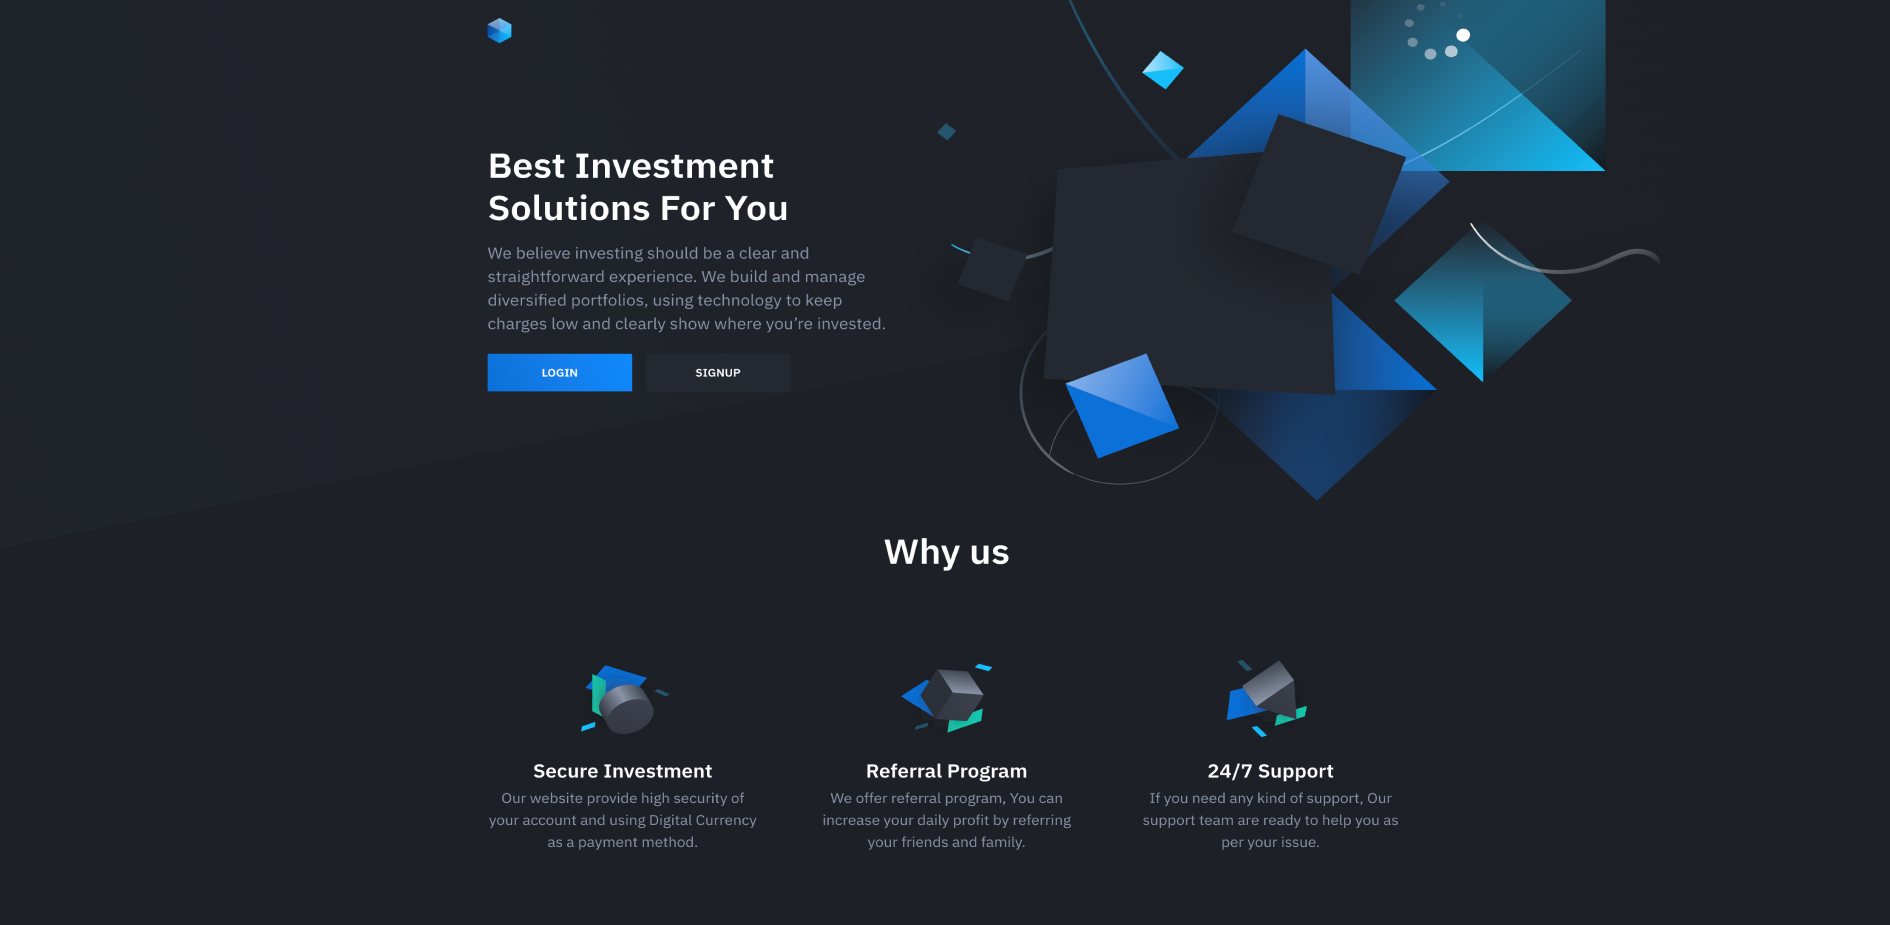 Best Investment
Solutions For You
We believe investing should be a clear and
straightforward experience. We build and manage
diversified portfolios, using technology to keep
charges low and clearly show where you’re invested.
LOGIN
SIGNUP
Why us
Secure Investment
Our website provide high security of
your account and using Digital Currency
as a payment method.
Referral Program
We offer referral program, You can
increase your daily profit by referring
your friends and family.
24/7 Support
If you need any kind of support, Our
support team are ready to help you as
per your issue.